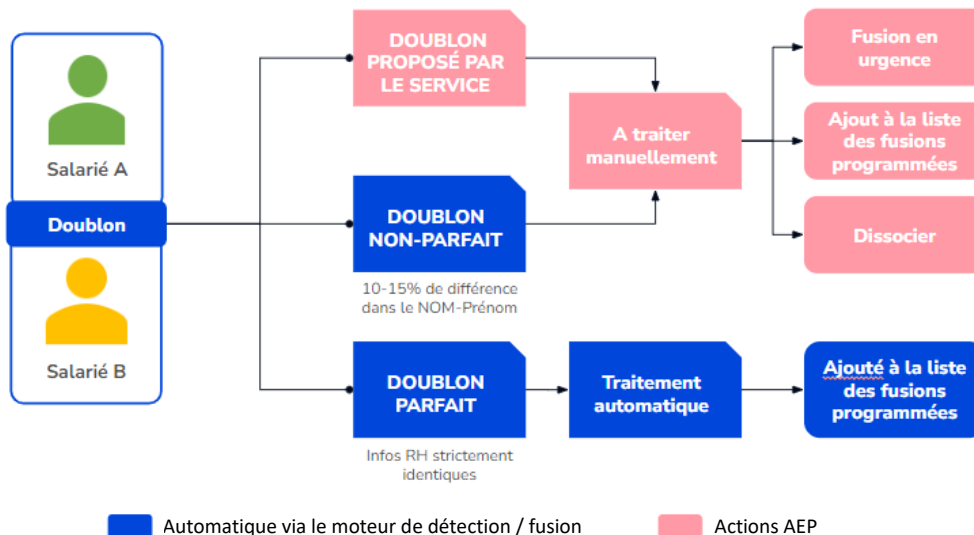 Salarié A
Doublon
Salarié B
DOUBLON
PROPOSÉ PAR
LE SERVICE
DOUBLON
NON-PARFAIT
10-15% de différence
dans le NOM-Prénom
DOUBLON
PARFAIT
Infos RH strictement
identiques
A traiter
manuellement
Traitement
automatique
Fusion en
urgence
Ajout à la liste
des fusions
programmées
Dissocier
Ajouté à la liste
des fusions
programmées
Automatique via le moteur de détection / fusion
Actions AEP